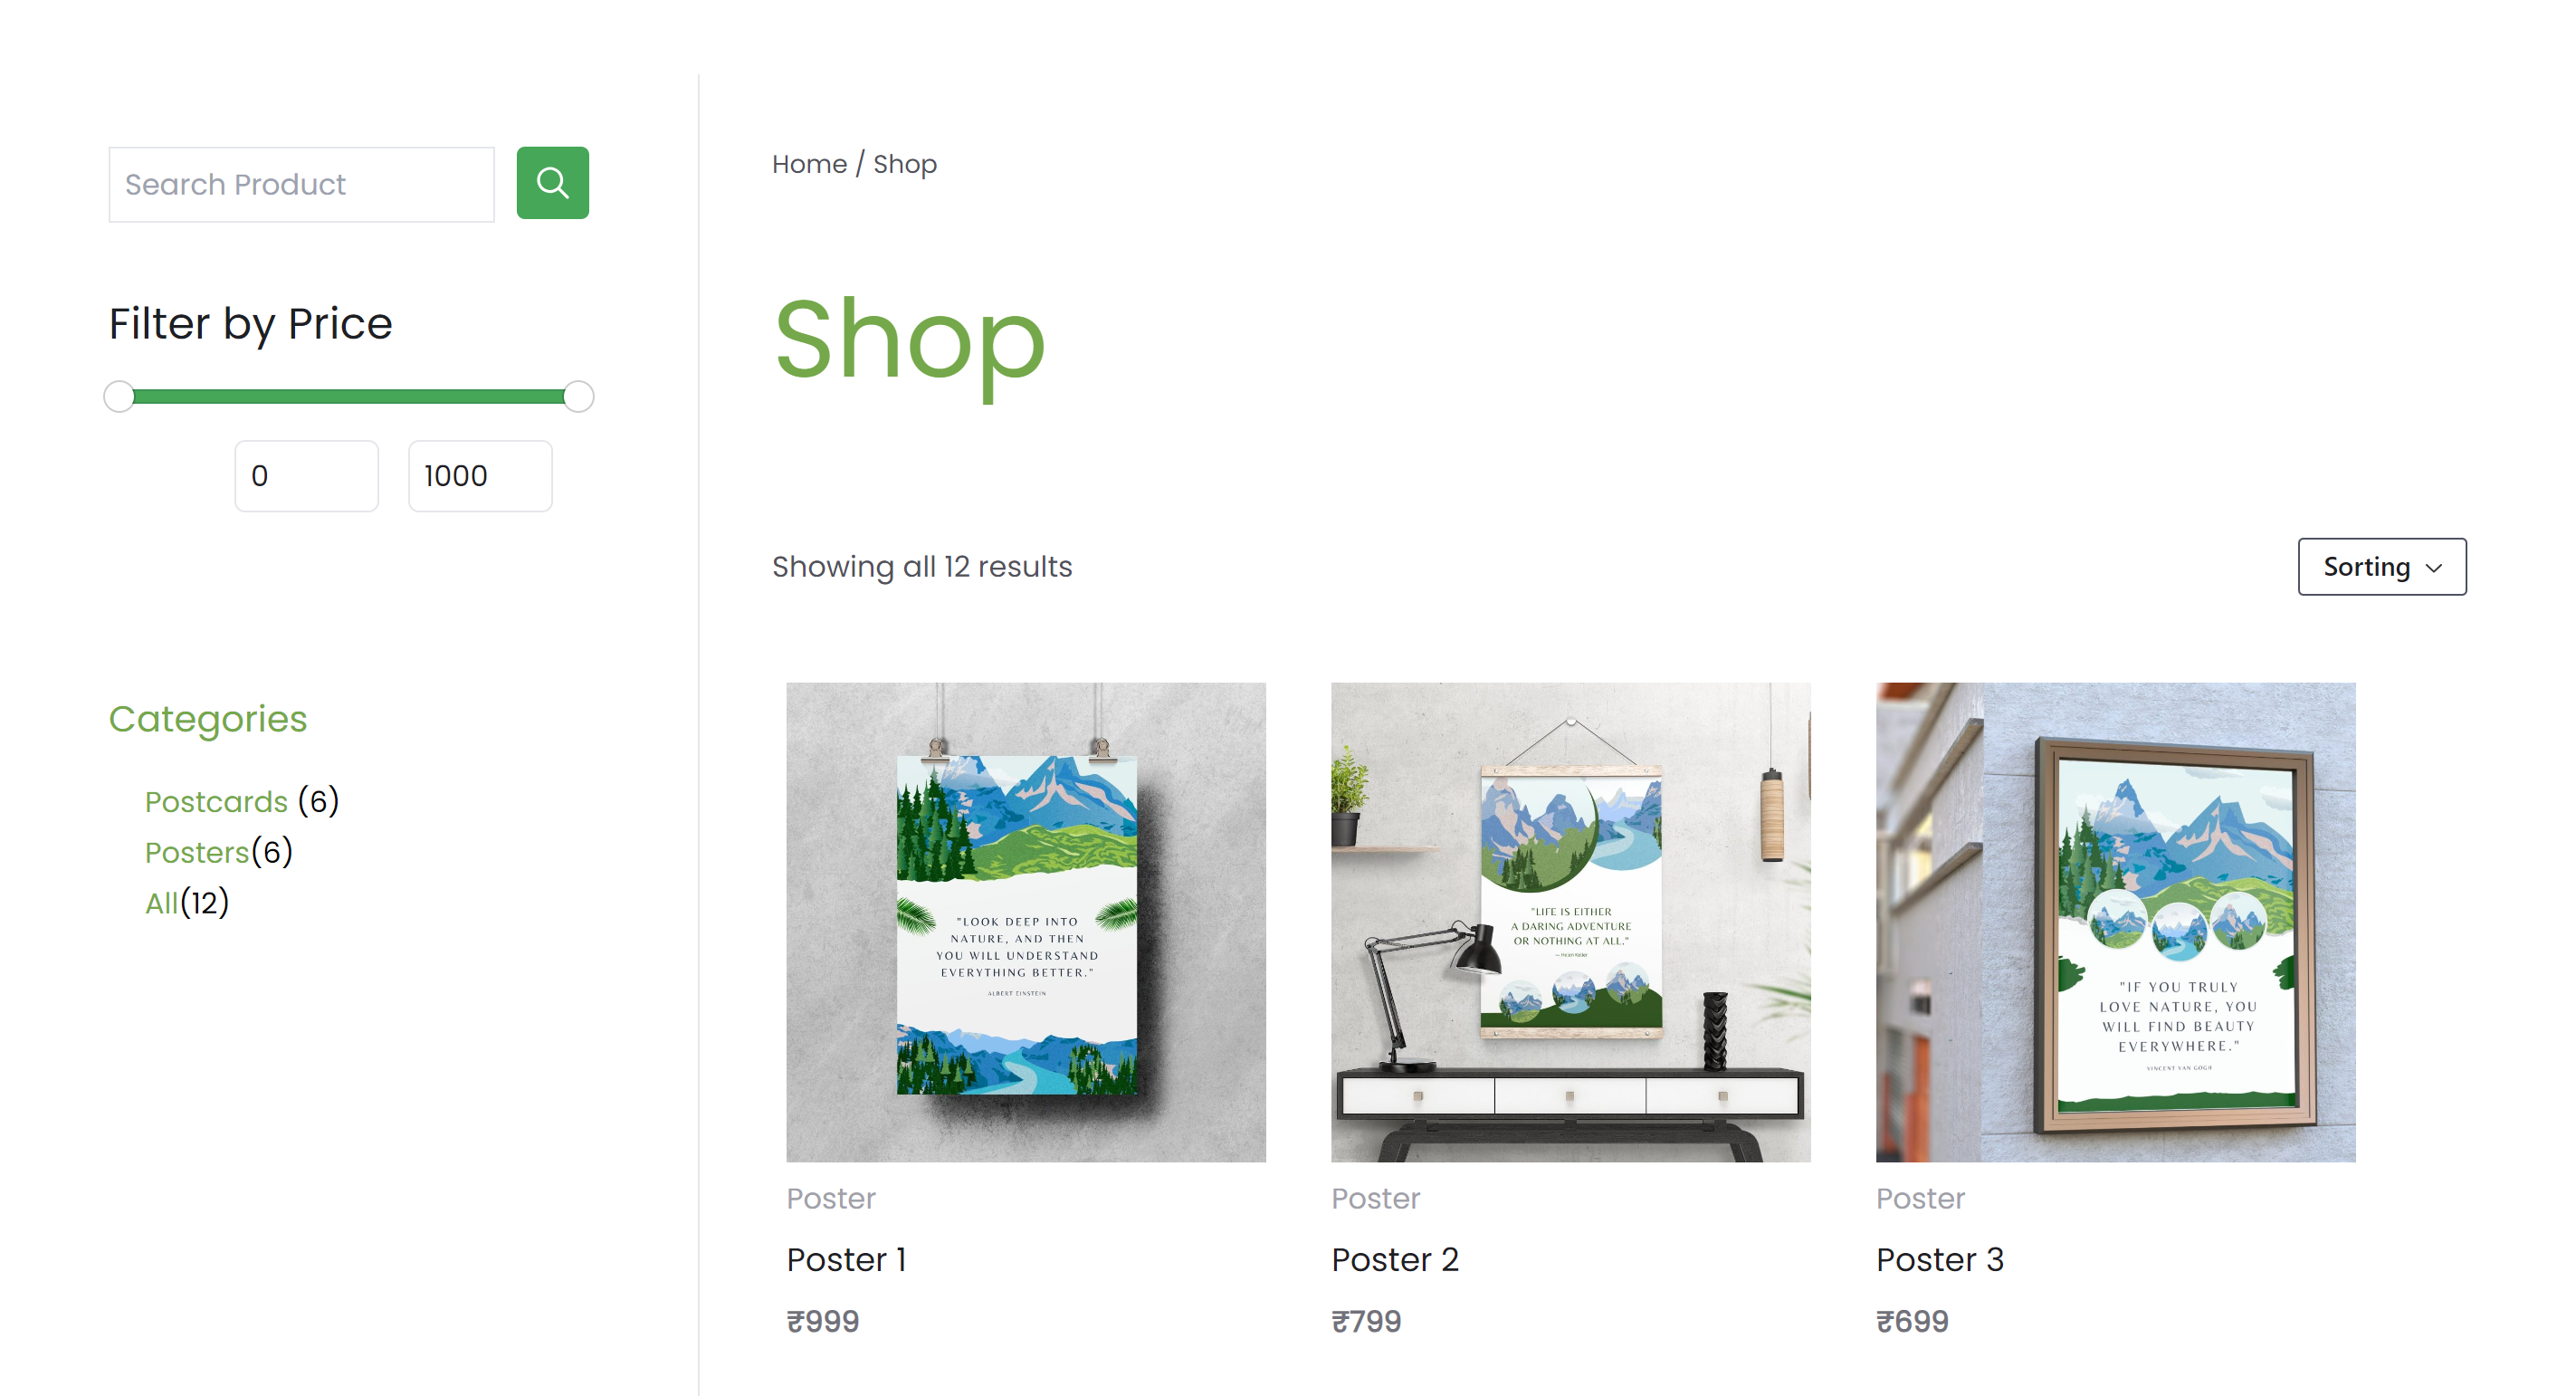 Search Product
Filter by Price
0
1000
Categories
Postcards (6)
Posters(6)
All(12)
Home / Shop
Shop
Showing all 12 results
Sorting
"LOOK DEEP INTO
NATURE, AND THEN
YOU WILL UNDERSTAND
EVERYTHING BETTER."
ALBERT EINSTEIN
Poster
Poster 1
₹999
"LIFE IS EITHER
A DARING ADVENTURE
OR NOTHING AT ALL."
— Helen Keller
Poster
Poster 2
₹799
"IF YOU TRULY
LOVE NATURE, YOU
WILL FIND BEAUTY
EVERYWHERE."
VINCENT VAN GOGH
Poster
Poster 3
₹699